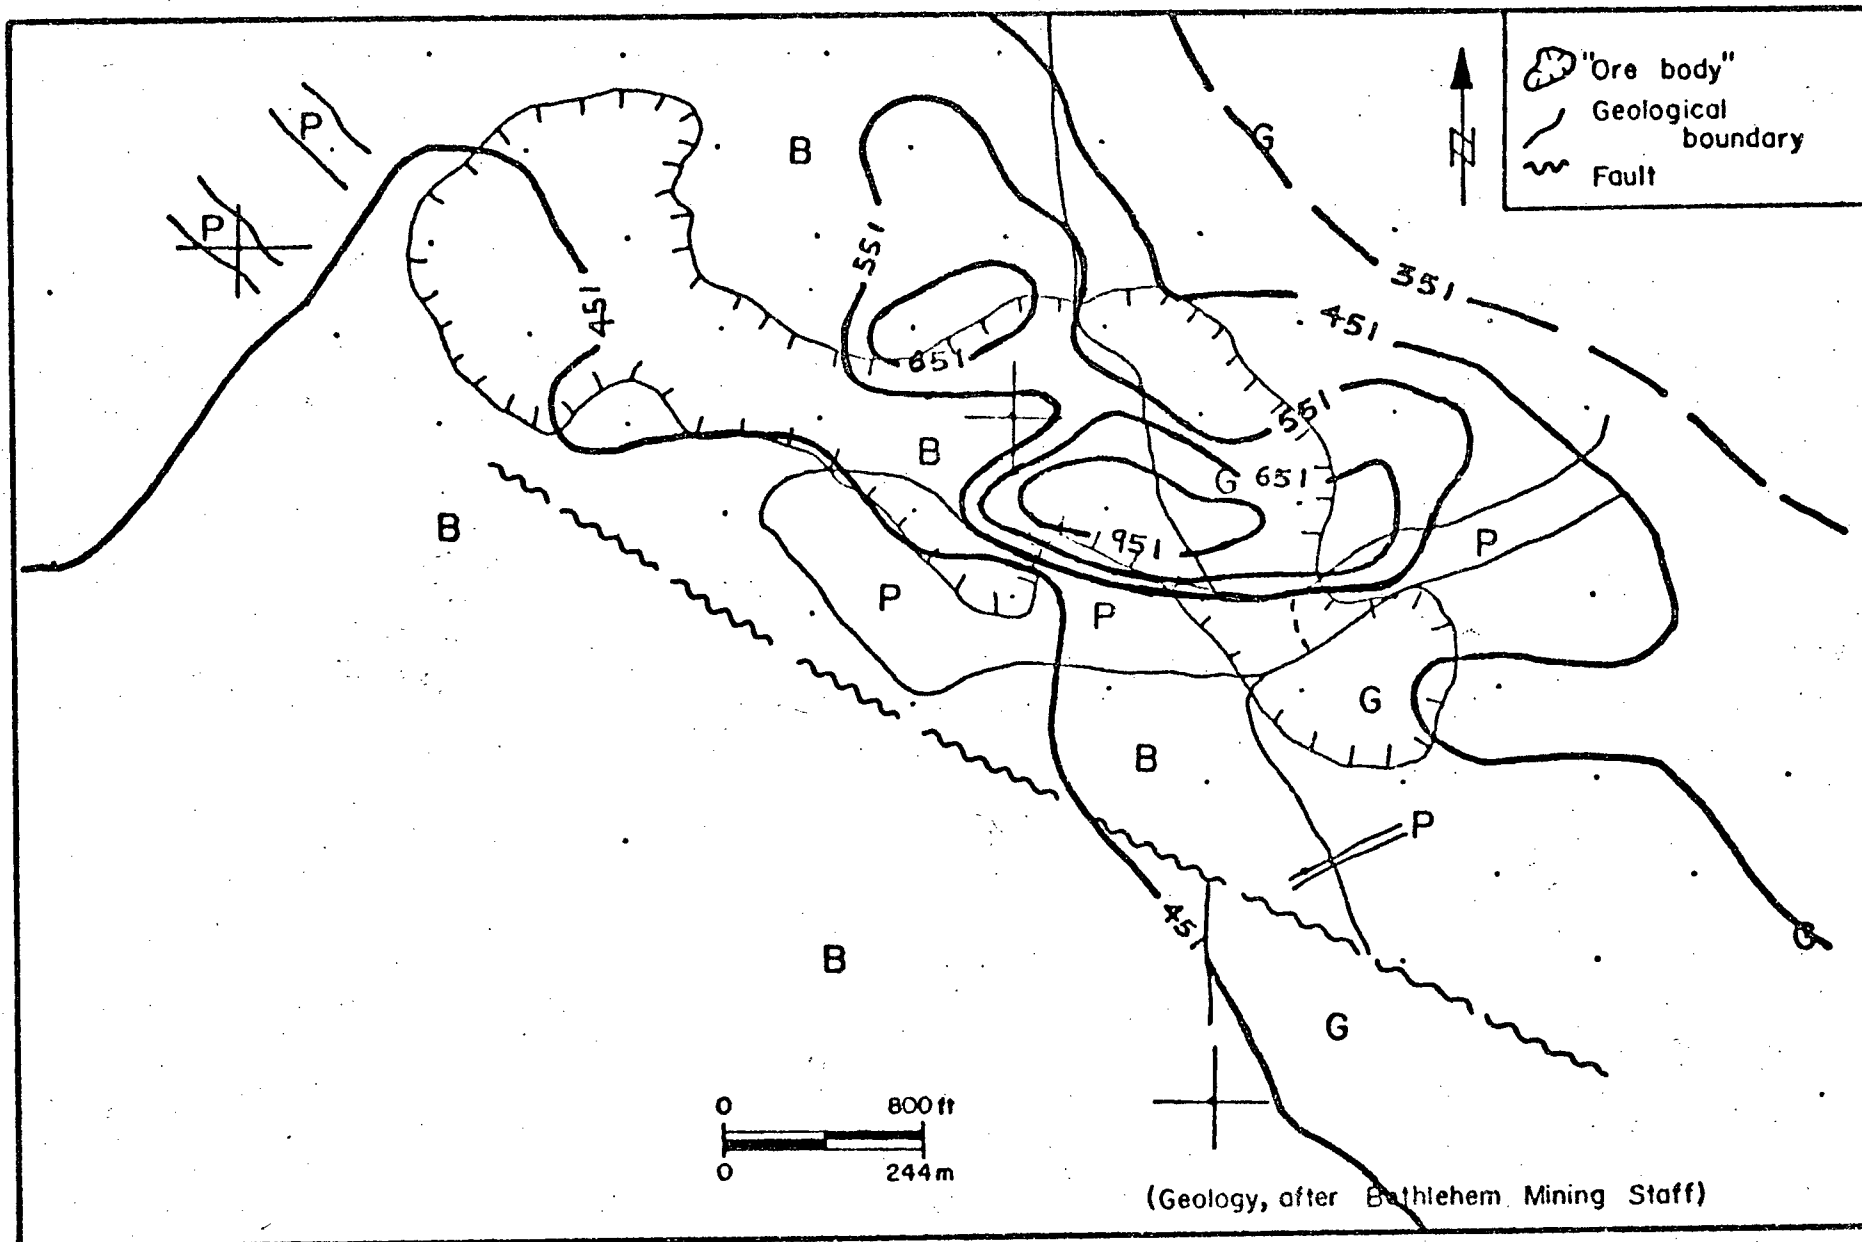 "Ore body"
Geological
boundary
Fault
N
P
B
G
P
551
351
451
451
651
551
B
G 651
B
951
P
P
P
G
B
P
451
B
G
G
0 800 ft
0 244 m
(Geology, after Bethlehem Mining Staff)